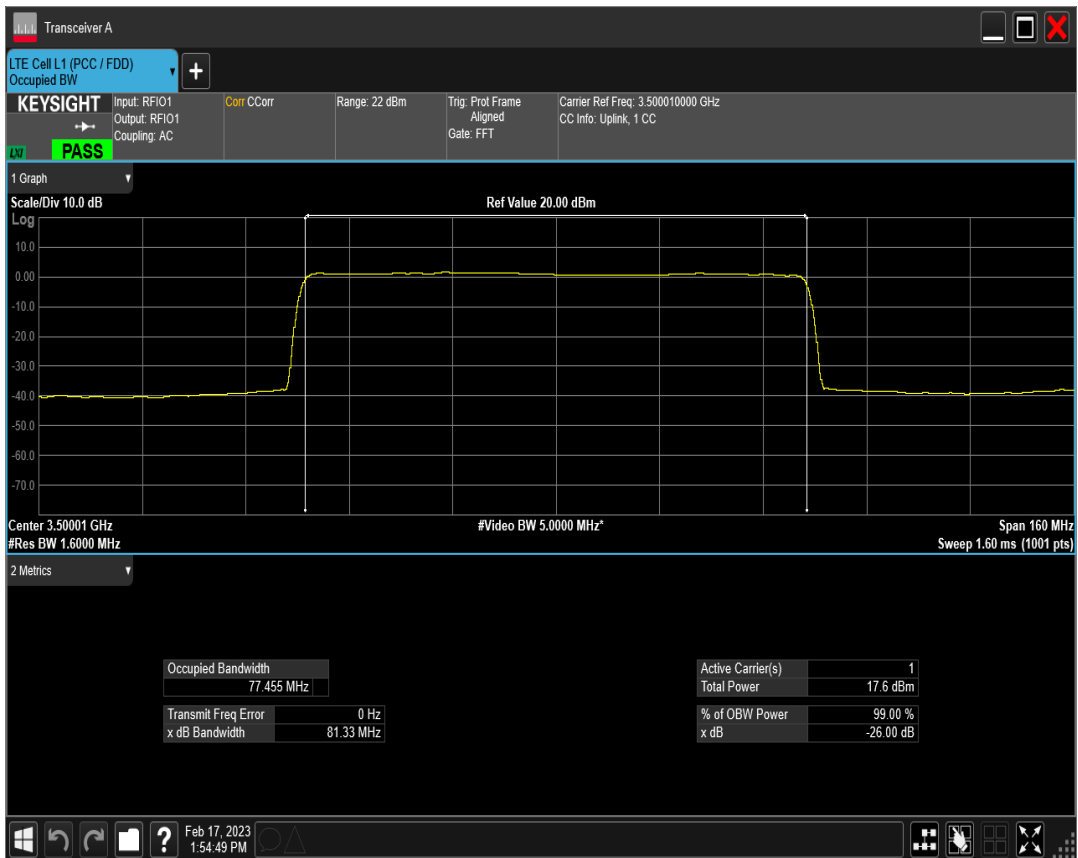 Transceiver A
LTE Cell L1 (PCC / FDD)
Occupied BW
KEYSIGHT
LXI
PASS
Input: RFIO1
Output: RFIO1
Coupling: AC
Corr CCorr
Range: 22 dBm
Trig: Prot Frame
Aligned
Gate: FFT
Carrier Ref Freq: 3.500010000 GHz
CC Info: Uplink, 1 CC
1 Graph
Scale/Div 10.0 dB
Ref Value 20.00 dBm
Log
10.0
0.00
-10.0
-20.0
-30.0
-40.0
-50.0
-60.0
-70.0
Center 3.50001 GHz
#Video BW 5.0000 MHz*
Span 160 MHz
#Res BW 1.6000 MHz
Sweep 1.60 ms (1001 pts)
2 Metrics
Occupied Bandwidth
77.455 MHz
Transmit Freq Error 0 Hz
x dB Bandwidth 81.33 MHz
Active Carrier(s) 1
Total Power 17.6 dBm
% of OBW Power 99.00 %
x dB -26.00 dB
?
Feb 17, 2023
1:54:49 PM